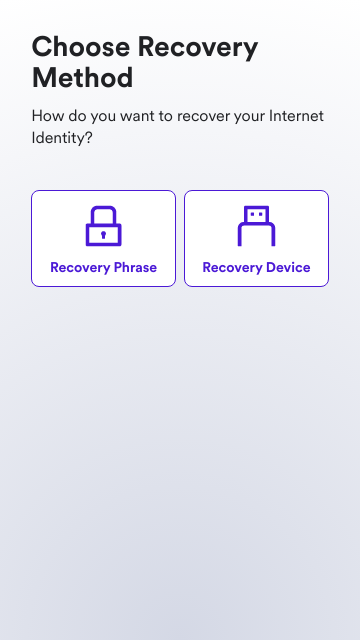 Choose Recovery
Method
How do you want to recover your Internet
Identity?
Recovery Phrase
Recovery Device